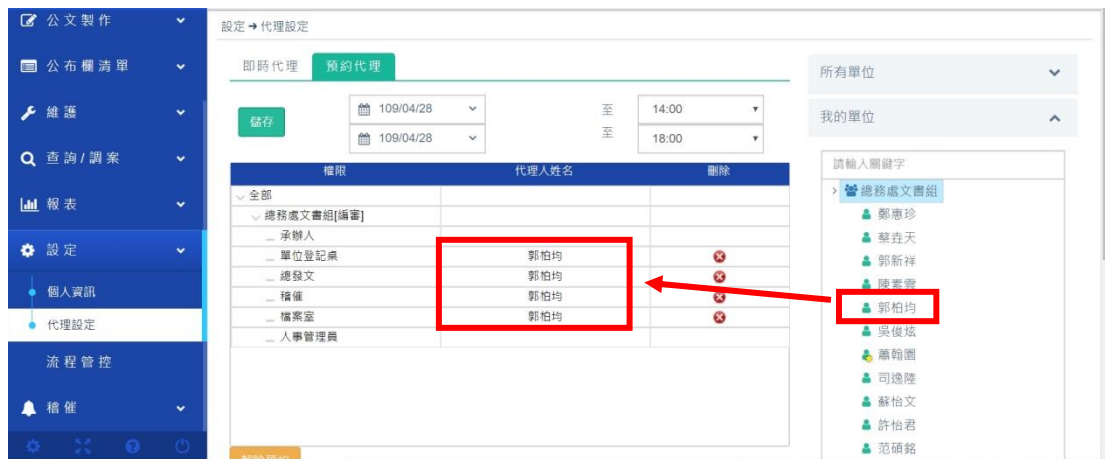 公文製作
公布欄清單
維護
查詢/調案
報表
設定
個人資訊
代理設定
流程管控
稽催
設定➔代理設定
即時代理 預約代理
儲存
109/04/28 至 14:00
109/04/28 至 18:00
權限 代理人姓名 刪除
全部
總務處文書組[編審]
承辦人
單位登記桌 郭柏均
總發文 郭柏均
稽催 郭柏均
檔案室 郭柏均
人事管理員
解除預約
所有單位
我的單位
請輸入關鍵字
總務處文書組
鄭惠珍
蔡垚天
郭新祥
陳素雲
郭柏均
吳俊炫
蕭翰園
司逸陸
蘇怡文
許怡君
范碩銘